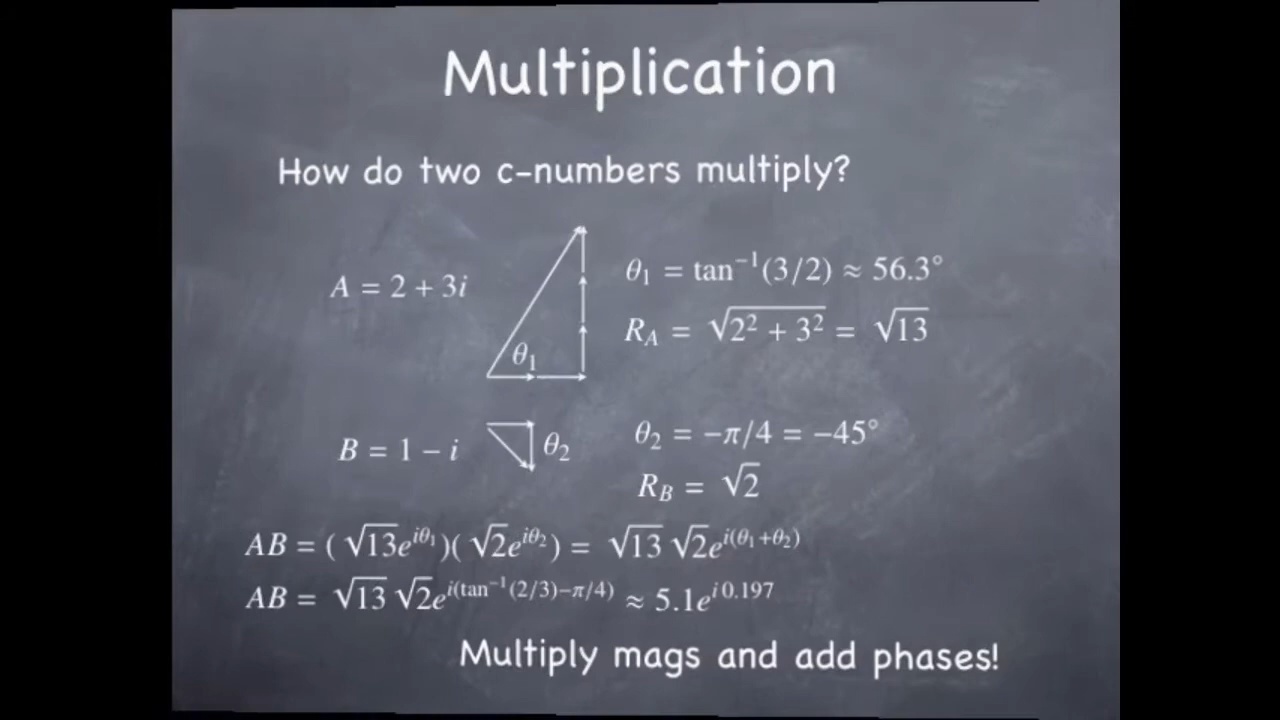 Multiplication
How do two c-numbers multiply?
A = 2 + 3i
θ₁
θ₁ = tan⁻¹(3/2) ≈ 56.3°
R_A = √(2² + 3²) = √13
B = 1 − i
θ₂
θ₂ = −π/4 = −45°
R_B = √2
AB = (√13e^{iθ₁})(√2e^{iθ₂}) = √13 √2e^{i(θ₁+θ₂)}
AB = √13 √2e^{i(tan⁻¹(2/3)−π/4)} ≈ 5.1e^{i0.197}
Multiply mags and add phases!